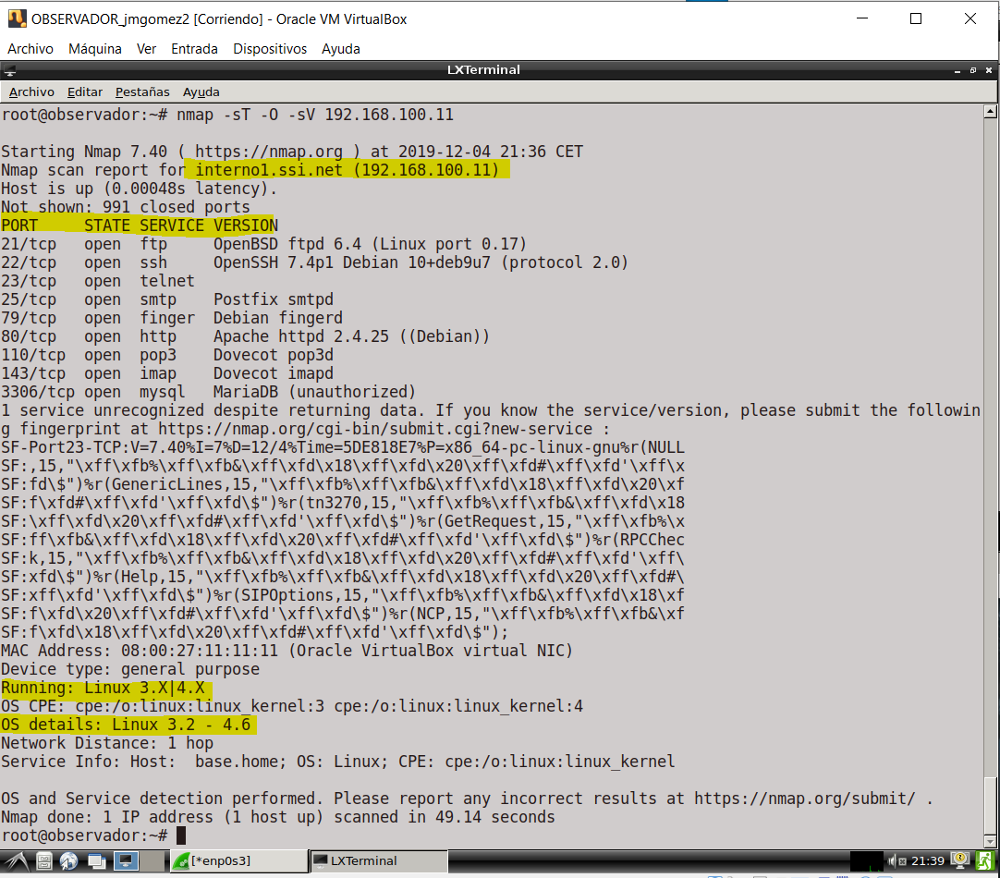 OBSERVADOR_jmgomez2 [Corriendo] - Oracle VM VirtualBox
Archivo Máquina Ver Entrada Dispositivos Ayuda
LXTerminal
Archivo Editar Pestañas Ayuda
root@observador:~# nmap -sT -O -sV 192.168.100.11
Starting Nmap 7.40 ( https://nmap.org ) at 2019-12-04 21:36 CET
Nmap scan report for interno1.ssi.net (192.168.100.11)
Host is up (0.00048s latency).
Not shown: 991 closed ports
PORT STATE SERVICE VERSION
21/tcp open ftp OpenBSD ftpd 6.4 (Linux port 0.17)
22/tcp open ssh OpenSSH 7.4p1 Debian 10+deb9u7 (protocol 2.0)
23/tcp open telnet
25/tcp open smtp Postfix smtpd
79/tcp open finger Debian fingerd
80/tcp open http Apache httpd 2.4.25 ((Debian))
110/tcp open pop3 Dovecot pop3d
143/tcp open imap Dovecot imapd
3306/tcp open mysql MariaDB (unauthorized)
1 service unrecognized despite returning data. If you know the service/version, please submit the followin
g fingerprint at https://nmap.org/cgi-bin/submit.cgi?new-service :
SF-Port23-TCP:V=7.40%I=7%D=12/4%Time=5DE818E7%P=x86_64-pc-linux-gnu%r(NULL
SF:,15,"\xff\xfb%\xff\xfb&\xff\xfd\x18\xff\xfd\x20\xff\xfd#\xff\xfd'\xff\x
SF:fd\$")%r(GenericLines,15,"\xff\xfb%\xff\xfb&\xff\xfd\x18\xff\xfd\x20\xf
SF:f\xfd#\xff\xfd'\xff\xfd\$")%r(tn3270,15,"\xff\xfb%\xff\xfb&\xff\xfd\x18
SF:\xff\xfd\x20\xff\xfd#\xff\xfd'\xff\xfd\$")%r(GetRequest,15,"\xff\xfb%\x
SF:ff\xfb&\xff\xfd\x18\xff\xfd\x20\xff\xfd#\xff\xfd'\xff\xfd\$")%r(RPCChec
SF:k,15,"\xff\xfb%\xff\xfb&\xff\xfd\x18\xff\xfd\x20\xff\xfd#\xff\xfd'\xff\
SF:xfd\$")%r(Help,15,"\xff\xfb%\xff\xfb&\xff\xfd\x18\xff\xfd\x20\xff\xfd#\
SF:xff\xfd'\xff\xfd\$")%r(SIPOptions,15,"\xff\xfb%\xff\xfb&\xff\xfd\x18\xf
SF:f\xfd\x20\xff\xfd#\xff\xfd'\xff\xfd\$")%r(NCP,15,"\xff\xfb%\xff\xfb&\xf
SF:f\xfd\x18\xff\xfd\x20\xff\xfd#\xff\xfd'\xff\xfd\$");
MAC Address: 08:00:27:11:11:11 (Oracle VirtualBox virtual NIC)
Device type: general purpose
Running: Linux 3.X|4.X
OS CPE: cpe:/o:linux:linux_kernel:3 cpe:/o:linux:linux_kernel:4
OS details: Linux 3.2 - 4.6
Network Distance: 1 hop
Service Info: Host:  base.home; OS: Linux; CPE: cpe:/o:linux:linux_kernel
OS and Service detection performed. Please report any incorrect results at https://nmap.org/submit/ .
Nmap done: 1 IP address (1 host up) scanned in 49.14 seconds
root@observador:~#
[*enp0s3] LXTerminal 21:39